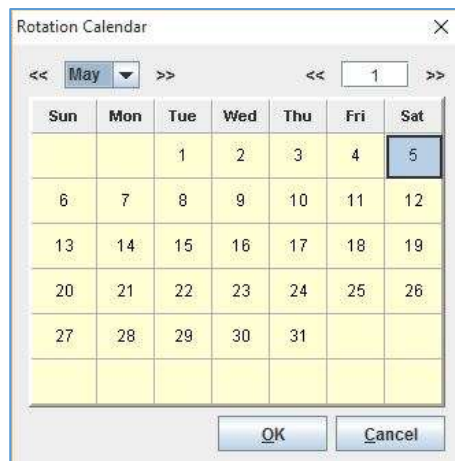 Rotation Calendar
<< May >> << 1 >>
Sun Mon Tue Wed Thu Fri Sat
1 2 3 4 5
6 7 8 9 10 11 12
13 14 15 16 17 18 19
20 21 22 23 24 25 26
27 28 29 30 31
OK Cancel